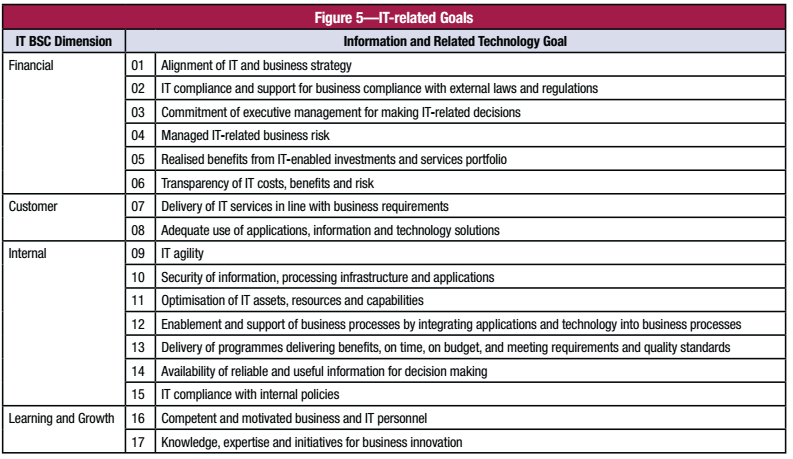 Figure 5—IT-related Goals
IT BSC Dimension Information and Related Technology Goal
Financial 01 Alignment of IT and business strategy
02 IT compliance and support for business compliance with external laws and regulations
03 Commitment of executive management for making IT-related decisions
04 Managed IT-related business risk
05 Realised benefits from IT-enabled investments and services portfolio
06 Transparency of IT costs, benefits and risk
Customer 07 Delivery of IT services in line with business requirements
08 Adequate use of applications, information and technology solutions
Internal 09 IT agility
10 Security of information, processing infrastructure and applications
11 Optimisation of IT assets, resources and capabilities
12 Enablement and support of business processes by integrating applications and technology into business processes
13 Delivery of programmes delivering benefits, on time, on budget, and meeting requirements and quality standards
14 Availability of reliable and useful information for decision making
15 IT compliance with internal policies
Learning and Growth 16 Competent and motivated business and IT personnel
17 Knowledge, expertise and initiatives for business innovation